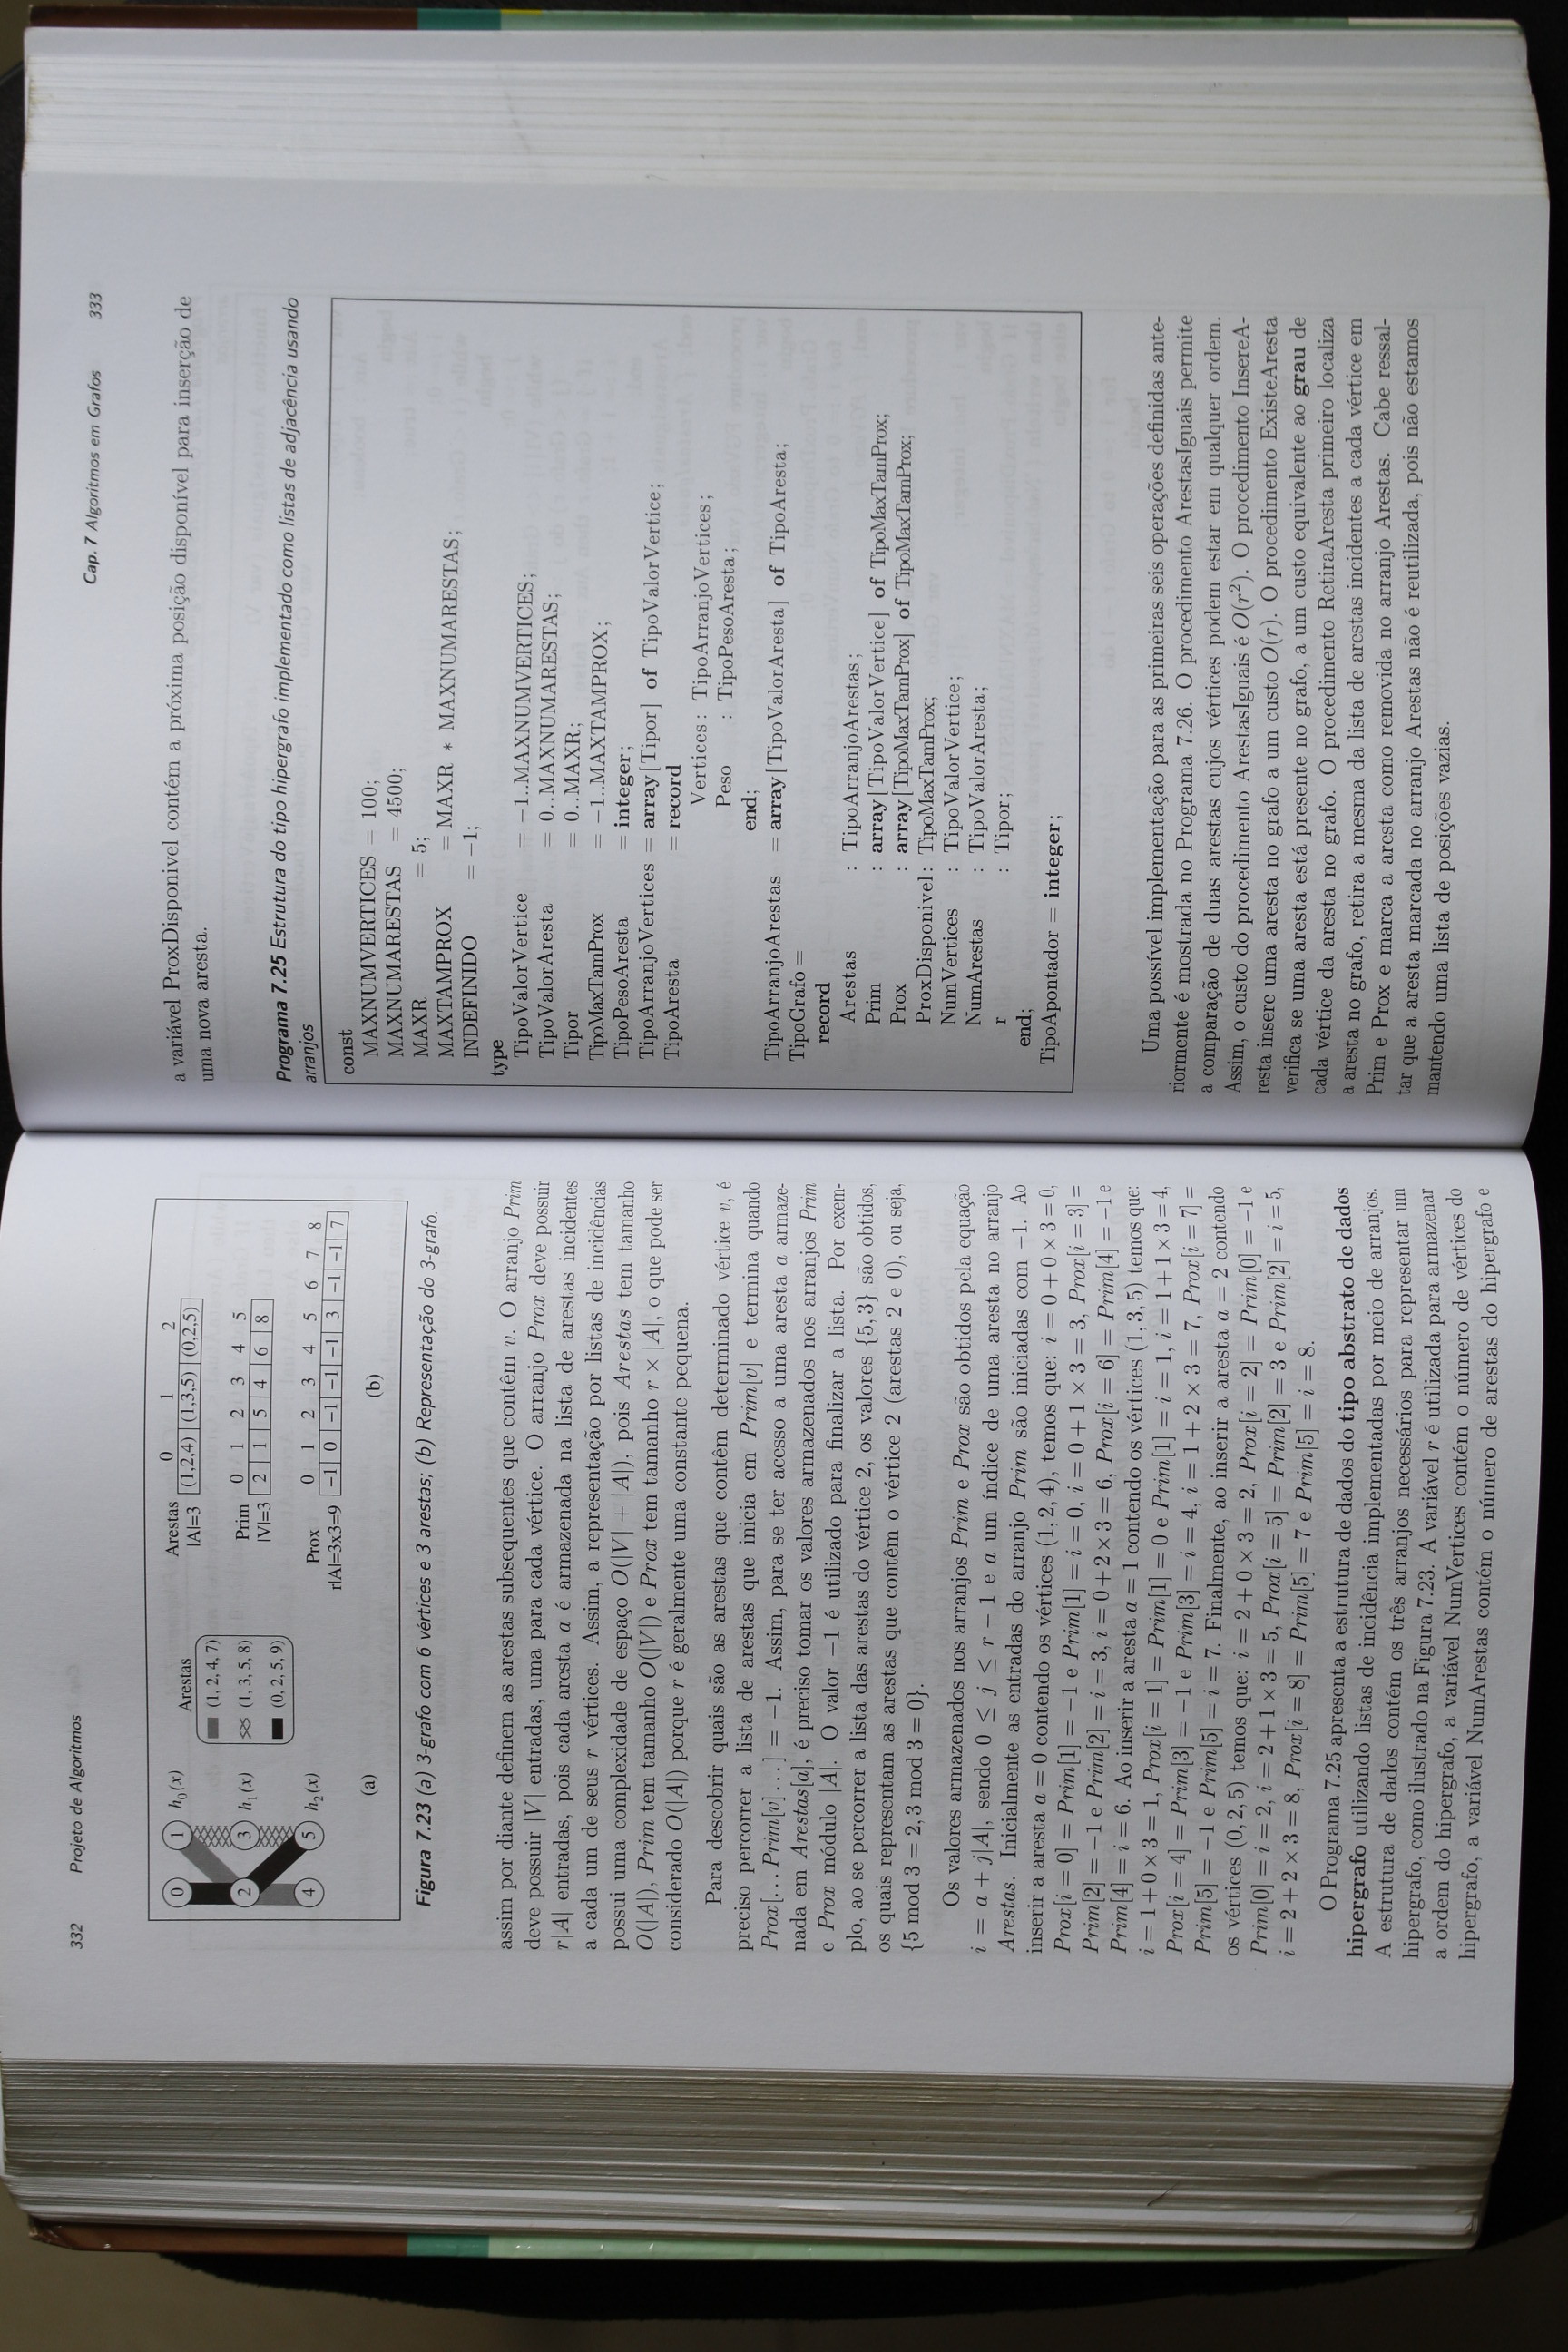 332 Projeto de Algoritmos
0 1 h0(x)
2 3 h1(x)
4 5 h2(x)
Arestas
(1, 2, 4, 7)
(1, 3, 5, 8)
(0, 2, 5, 9)
(a)
Arestas 0 1 2
|A|=3 (1,2,4) (1,3,5) (0,2,5)
Prim 0 1 2 3 4 5
|V|=3 2 1 5 4 6 8
Prox 0 1 2 3 4 5 6 7 8
r|A|=3x3=9 −1 0 −1 −1 −1 3 −1 −1 7
(b)
Figura 7.23 (a) 3-grafo com 6 vértices e 3 arestas; (b) Representação do 3-grafo.
assim por diante definem as arestas subsequentes que contêm v. O arranjo Prim
deve possuir |V| entradas, uma para cada vértice. O arranjo Prox deve possuir
r|A| entradas, pois cada aresta a é armazenada na lista de arestas incidentes
a cada um de seus r vértices. Assim, a representação por listas de incidências
possui uma complexidade de espaço O(|V| + |A|), pois Arestas tem tamanho
O(|A|), Prim tem tamanho O(|V|) e Prox tem tamanho r × |A|, o que pode ser
considerado O(|A|) porque r é geralmente uma constante pequena.
Para descobrir quais são as arestas que contêm determinado vértice v, é
preciso percorrer a lista de arestas que inicia em Prim[v] e termina quando
Prox[... Prim[v] ...] = −1. Assim, para se ter acesso a uma aresta a armaze-
nada em Arestas[a], é preciso tomar os valores armazenados nos arranjos Prim
e Prox módulo |A|. O valor −1 é utilizado para finalizar a lista. Por exem-
plo, ao se percorrer a lista das arestas do vértice 2, os valores {5, 3} são obtidos,
os quais representam as arestas que contêm o vértice 2 (arestas 2 e 0), ou seja,
{5 mod 3 = 2, 3 mod 3 = 0}.
Os valores armazenados nos arranjos Prim e Prox são obtidos pela equação
i = a + j|A|, sendo 0 ≤ j ≤ r − 1 e a um índice de uma aresta no arranjo
Arestas. Inicialmente as entradas do arranjo Prim são iniciadas com −1. Ao
inserir a aresta a = 0 contendo os vértices (1, 2, 4), temos que: i = 0 + 0 × 3 = 0,
Prox[i = 0] = Prim[1] = −1 e Prim[1] = i = 0, i = 0 + 1 × 3 = 3, Prox[i = 3] =
Prim[2] = −1 e Prim[2] = i = 3, i = 0 + 2 × 3 = 6, Prox[i = 6] = Prim[4] = −1 e
Prim[4] = i = 6. Ao inserir a aresta a = 1 contendo os vértices (1, 3, 5) temos que:
i = 1 + 0 × 3 = 1, Prox[i = 1] = Prim[1] = 0 e Prim[1] = i = 1, i = 1 + 1 × 3 = 4,
Prox[i = 4] = Prim[3] = −1 e Prim[3] = i = 4, i = 1 + 2 × 3 = 7, Prox[i = 7] =
Prim[5] = −1 e Prim[5] = i = 7. Finalmente, ao inserir a aresta a = 2 contendo
os vértices (0, 2, 5) temos que: i = 2 + 0 × 3 = 2, Prox[i = 2] = Prim[0] = −1 e
Prim[0] = i = 2, i = 2 + 1 × 3 = 5, Prox[i = 5] = Prim[2] = 3 e Prim[2] = i = 5,
i = 2 + 2 × 3 = 8, Prox[i = 8] = Prim[5] = 7 e Prim[5] = i = 8.
O Programa 7.25 apresenta a estrutura de dados do tipo abstrato de dados
hipergrafo utilizando listas de incidência implementadas por meio de arranjos.
A estrutura de dados contém os três arranjos necessários para representar um
hipergrafo, como ilustrado na Figura 7.23. A variável r é utilizada para armazenar
a ordem do hipergrafo, a variável NumVertices contém o número de vértices do
hipergrafo, a variável NumArestas contém o número de arestas do hipergrafo e
Cap. 7 Algoritmos em Grafos 333
a variável ProxDisponivel contém a próxima posição disponível para inserção de
uma nova aresta.
Programa 7.25 Estrutura do tipo hipergrafo implementado como listas de adjacência usando
arranjos
const
MAXNUMVERTICES = 100;
MAXNUMARESTAS = 4500;
MAXR = 5;
MAXTAMPROX = MAXR * MAXNUMARESTAS;
INDEFINIDO = −1;
type
TipoValorVertice = −1..MAXNUMVERTICES;
TipoValorAresta = 0..MAXNUMARESTAS;
Tipor = 0..MAXR;
TipoMaxTamProx = −1..MAXTAMPROX;
TipoPesoAresta = integer;
TipoArranjoVertices = array[Tipor] of TipoValorVertice;
TipoAresta = record
Vertices: TipoArranjoVertices;
Peso : TipoPesoAresta;
end;
TipoArranjoArestas = array[TipoValorAresta] of TipoAresta;
TipoGrafo =
record
Arestas : TipoArranjoArestas;
Prim : array[TipoValorVertice] of TipoMaxTamProx;
Prox : array[TipoMaxTamProx] of TipoMaxTamProx;
ProxDisponivel: TipoMaxTamProx;
NumVertices : TipoValorVertice;
NumArestas : TipoValorAresta;
r : Tipor;
end;
TipoApontador = integer;
Uma possível implementação para as primeiras seis operações definidas ante-
riormente é mostrada no Programa 7.26. O procedimento ArestasIguais permite
a comparação de duas arestas cujos vértices podem estar em qualquer ordem.
Assim, o custo do procedimento ArestasIguais é O(r²). O procedimento InsereA-
resta insere uma aresta no grafo a um custo O(r). O procedimento ExisteAresta
verifica se uma aresta está presente no grafo, a um custo equivalente ao grau de
cada vértice da aresta no grafo. O procedimento RetiraAresta primeiro localiza
a aresta no grafo, retira a mesma da lista de arestas incidentes a cada vértice em
Prim e Prox e marca a aresta como removida no arranjo Arestas. Cabe ressal-
tar que a aresta marcada no arranjo Arestas não é reutilizada, pois não estamos
mantendo uma lista de posições vazias.